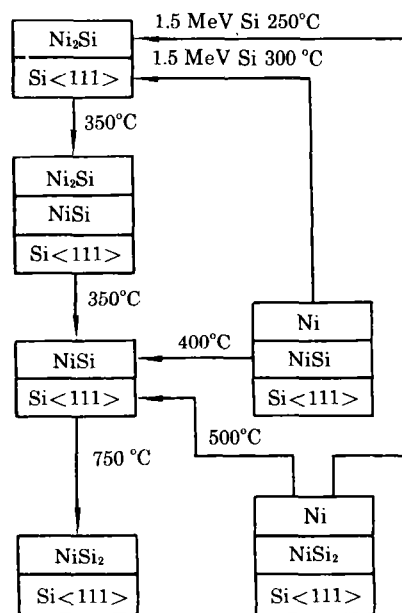 1.5 MeV Si 250°C
Ni₂Si
Si<111>
1.5 MeV Si 300 °C
350°C
Ni₂Si
NiSi
Si<111>
350°C
NiSi
Si<111>
400°C
Ni
NiSi
Si<111>
500°C
750 °C
NiSi₂
Si<111>
Ni
NiSi₂
Si<111>